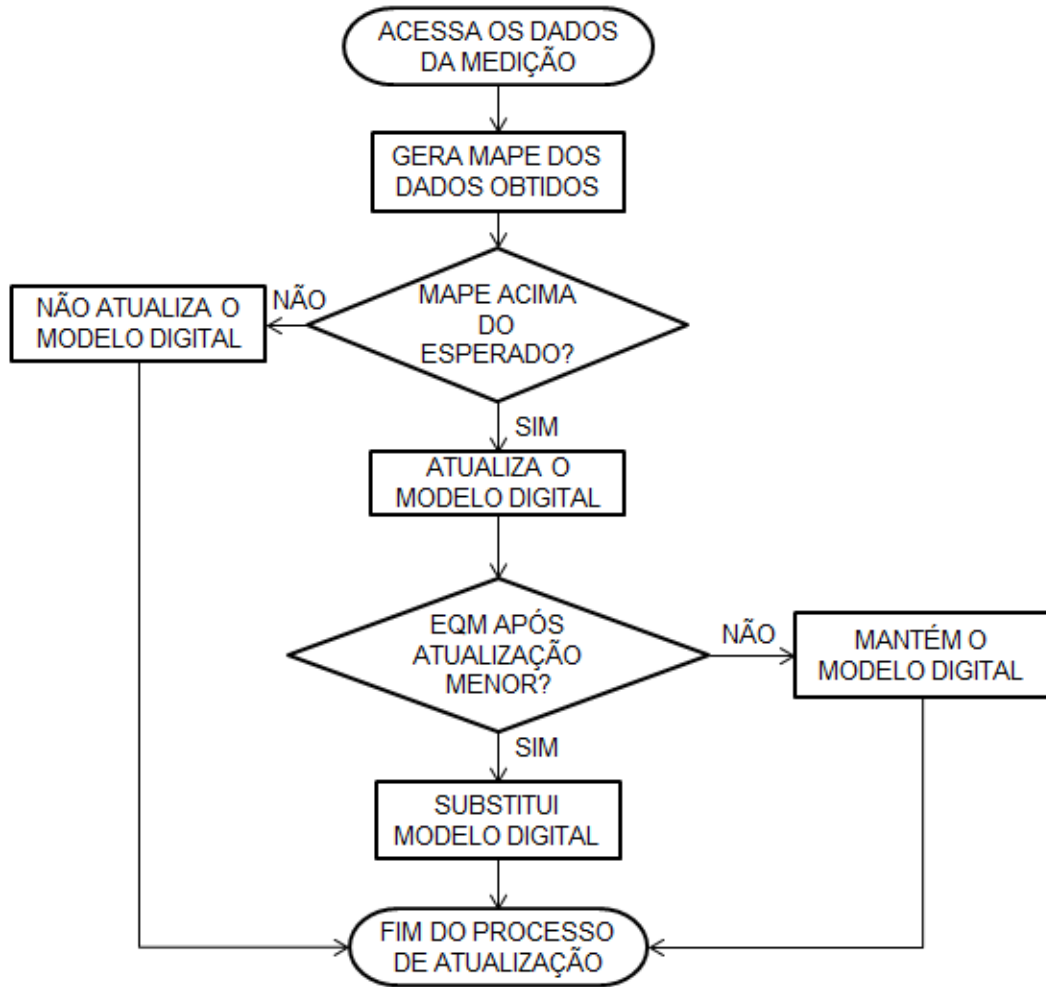 ACESSA OS DADOS
DA MEDIÇÃO
GERA MAPE DOS
DADOS OBTIDOS
MAPE ACIMA
DO
ESPERADO?
NÃO
NÃO ATUALIZA O
MODELO DIGITAL
SIM
ATUALIZA O
MODELO DIGITAL
EQM APÓS
ATUALIZAÇÃO
MENOR?
NÃO
MANTÉM O
MODELO DIGITAL
SIM
SUBSTITUI
MODELO DIGITAL
FIM DO PROCESSO
DE ATUALIZAÇÃO